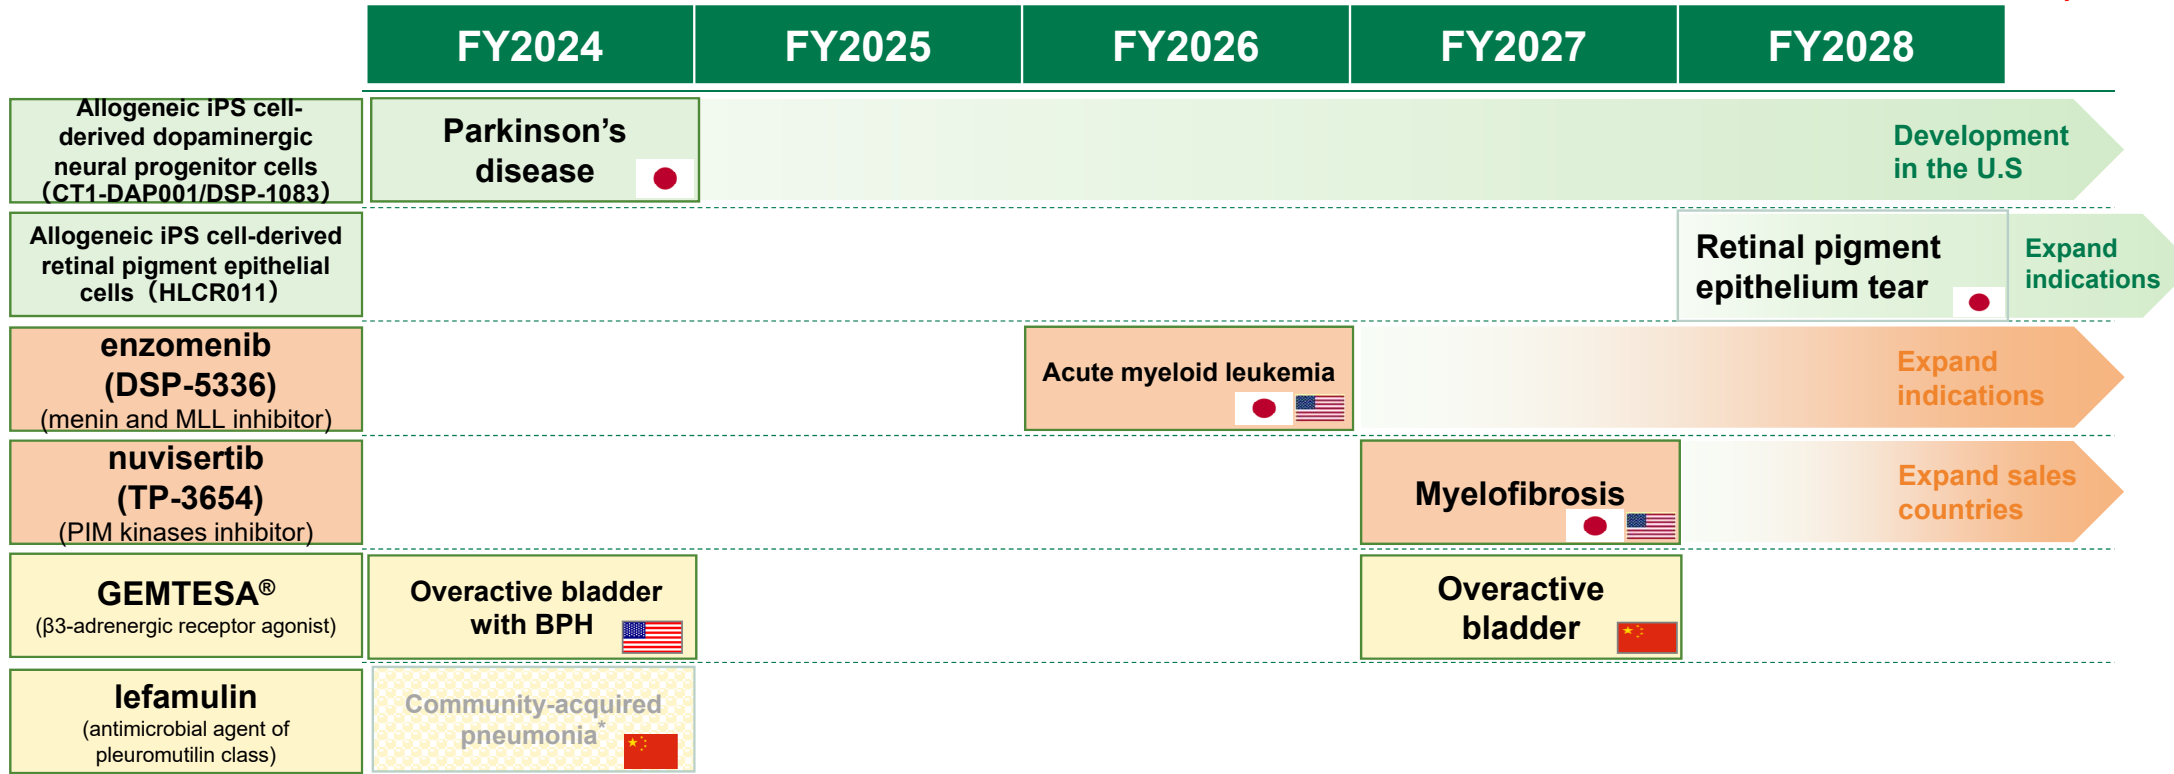 FY2024 FY2025 FY2026 FY2027 FY2028
Allogeneic iPS cell-
derived dopaminergic
neural progenitor cells
（CT1-DAP001/DSP-1083）
Parkinson’s
disease
Development
in the U.S
Allogeneic iPS cell-derived
retinal pigment epithelial
cells（HLCR011）
Retinal pigment
epithelium tear
Expand
indications
enzomenib
(DSP-5336)
(menin and MLL inhibitor)
Acute myeloid leukemia
Expand
indications
nuvisertib
(TP-3654)
(PIM kinases inhibitor)
Myelofibrosis
Expand sales
countries
GEMTESA®
(β3-adrenergic receptor agonist)
Overactive bladder
with BPH
Overactive
bladder
lefamulin
(antimicrobial agent of
pleuromutilin class)
Community-acquired
pneumonia*